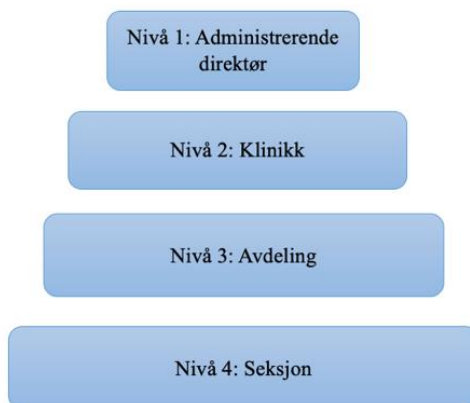 Nivå 1: Administrerende
direktør
Nivå 2: Klinikk
Nivå 3: Avdeling
Nivå 4: Seksjon